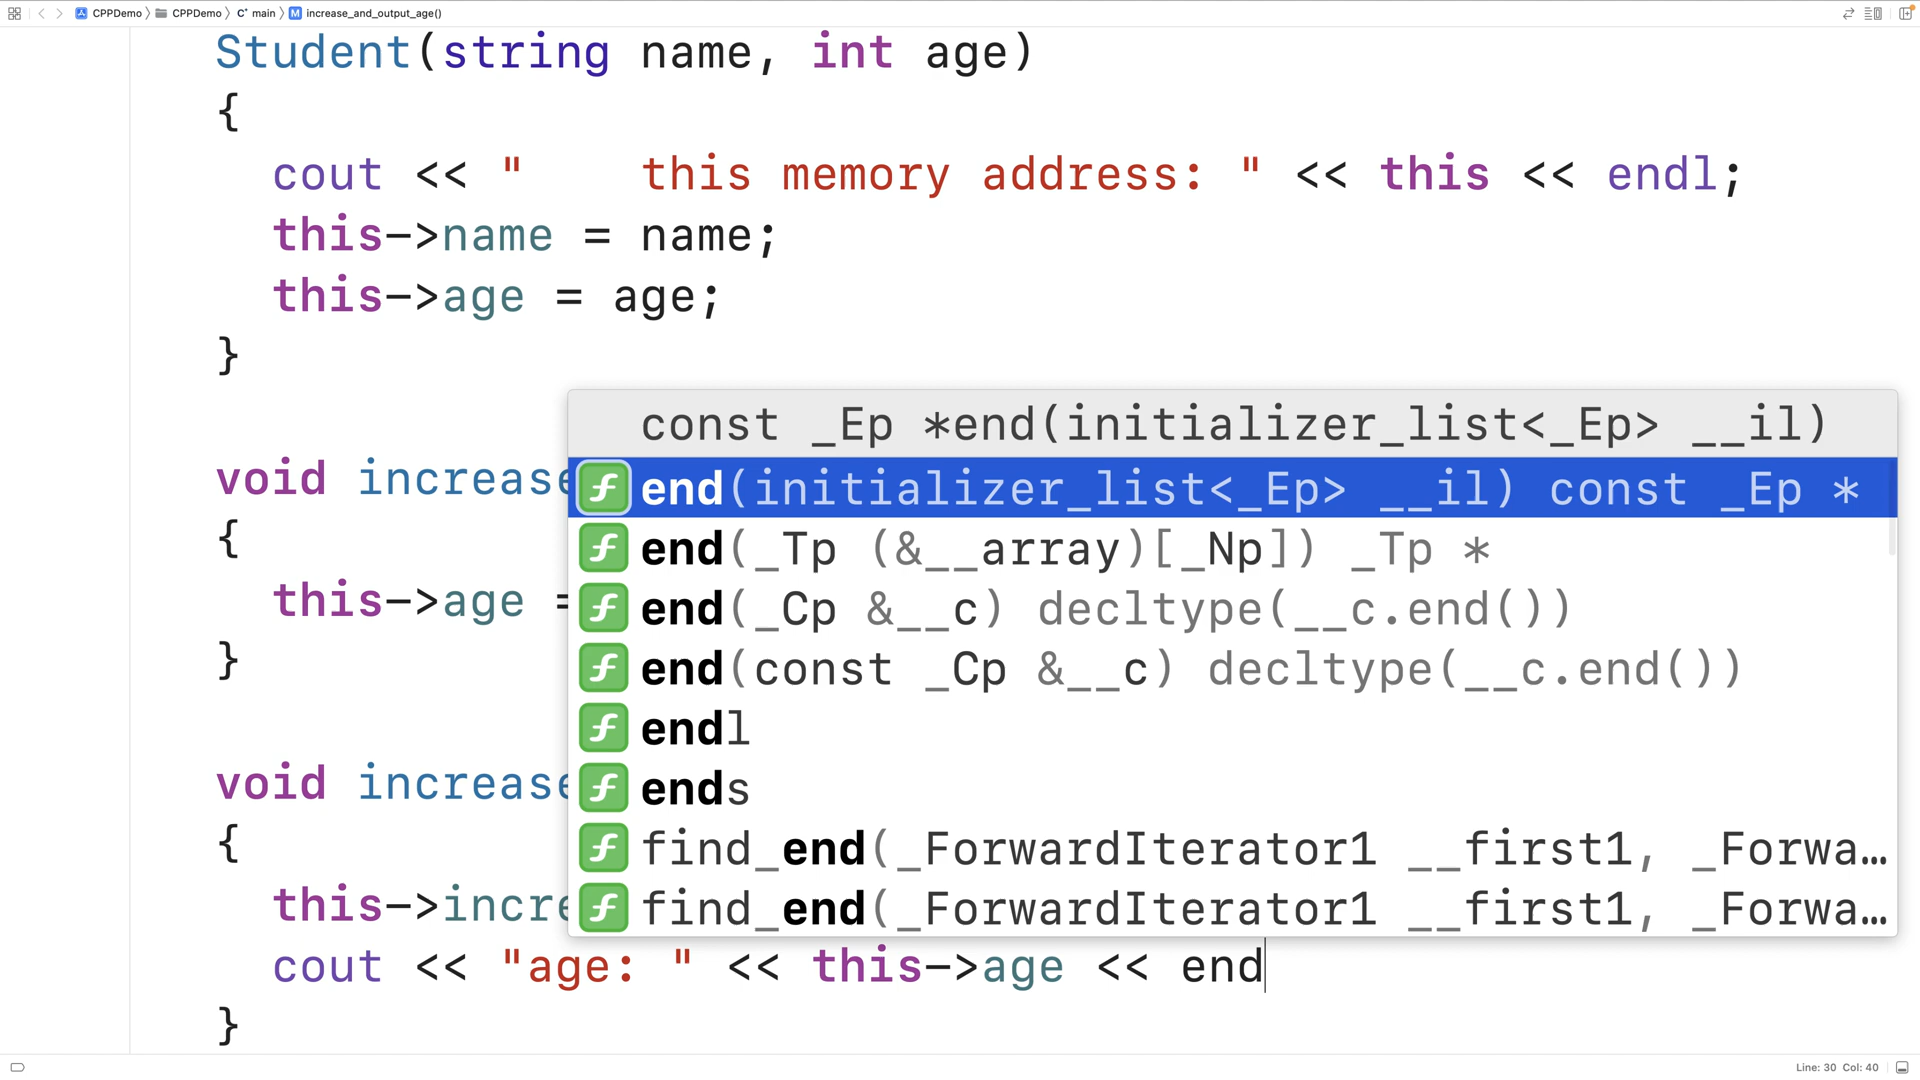 CPPDemo 〉 CPPDemo 〉 C+ main 〉 M increase_and_output_age()
Student(string name, int age)
{
cout << "    this memory address: " << this << endl;
this->name = name;
this->age = age;
}
const _Ep *end(initializer_list<_Ep> __il)
void increase
f end(initializer_list<_Ep> __il) const _Ep *
{
f end(_Tp (&__array)[_Np]) _Tp *
this->age =
f end(_Cp &__c) decltype(__c.end())
}
f end(const _Cp &__c) decltype(__c.end())
f endl
void increase
f ends
{
f find_end(_ForwardIterator1 __first1, _Forwa…
this->incre
f find_end(_ForwardIterator1 __first1, _Forwa…
cout << "age: " << this->age << end
}
Line: 30 Col: 40